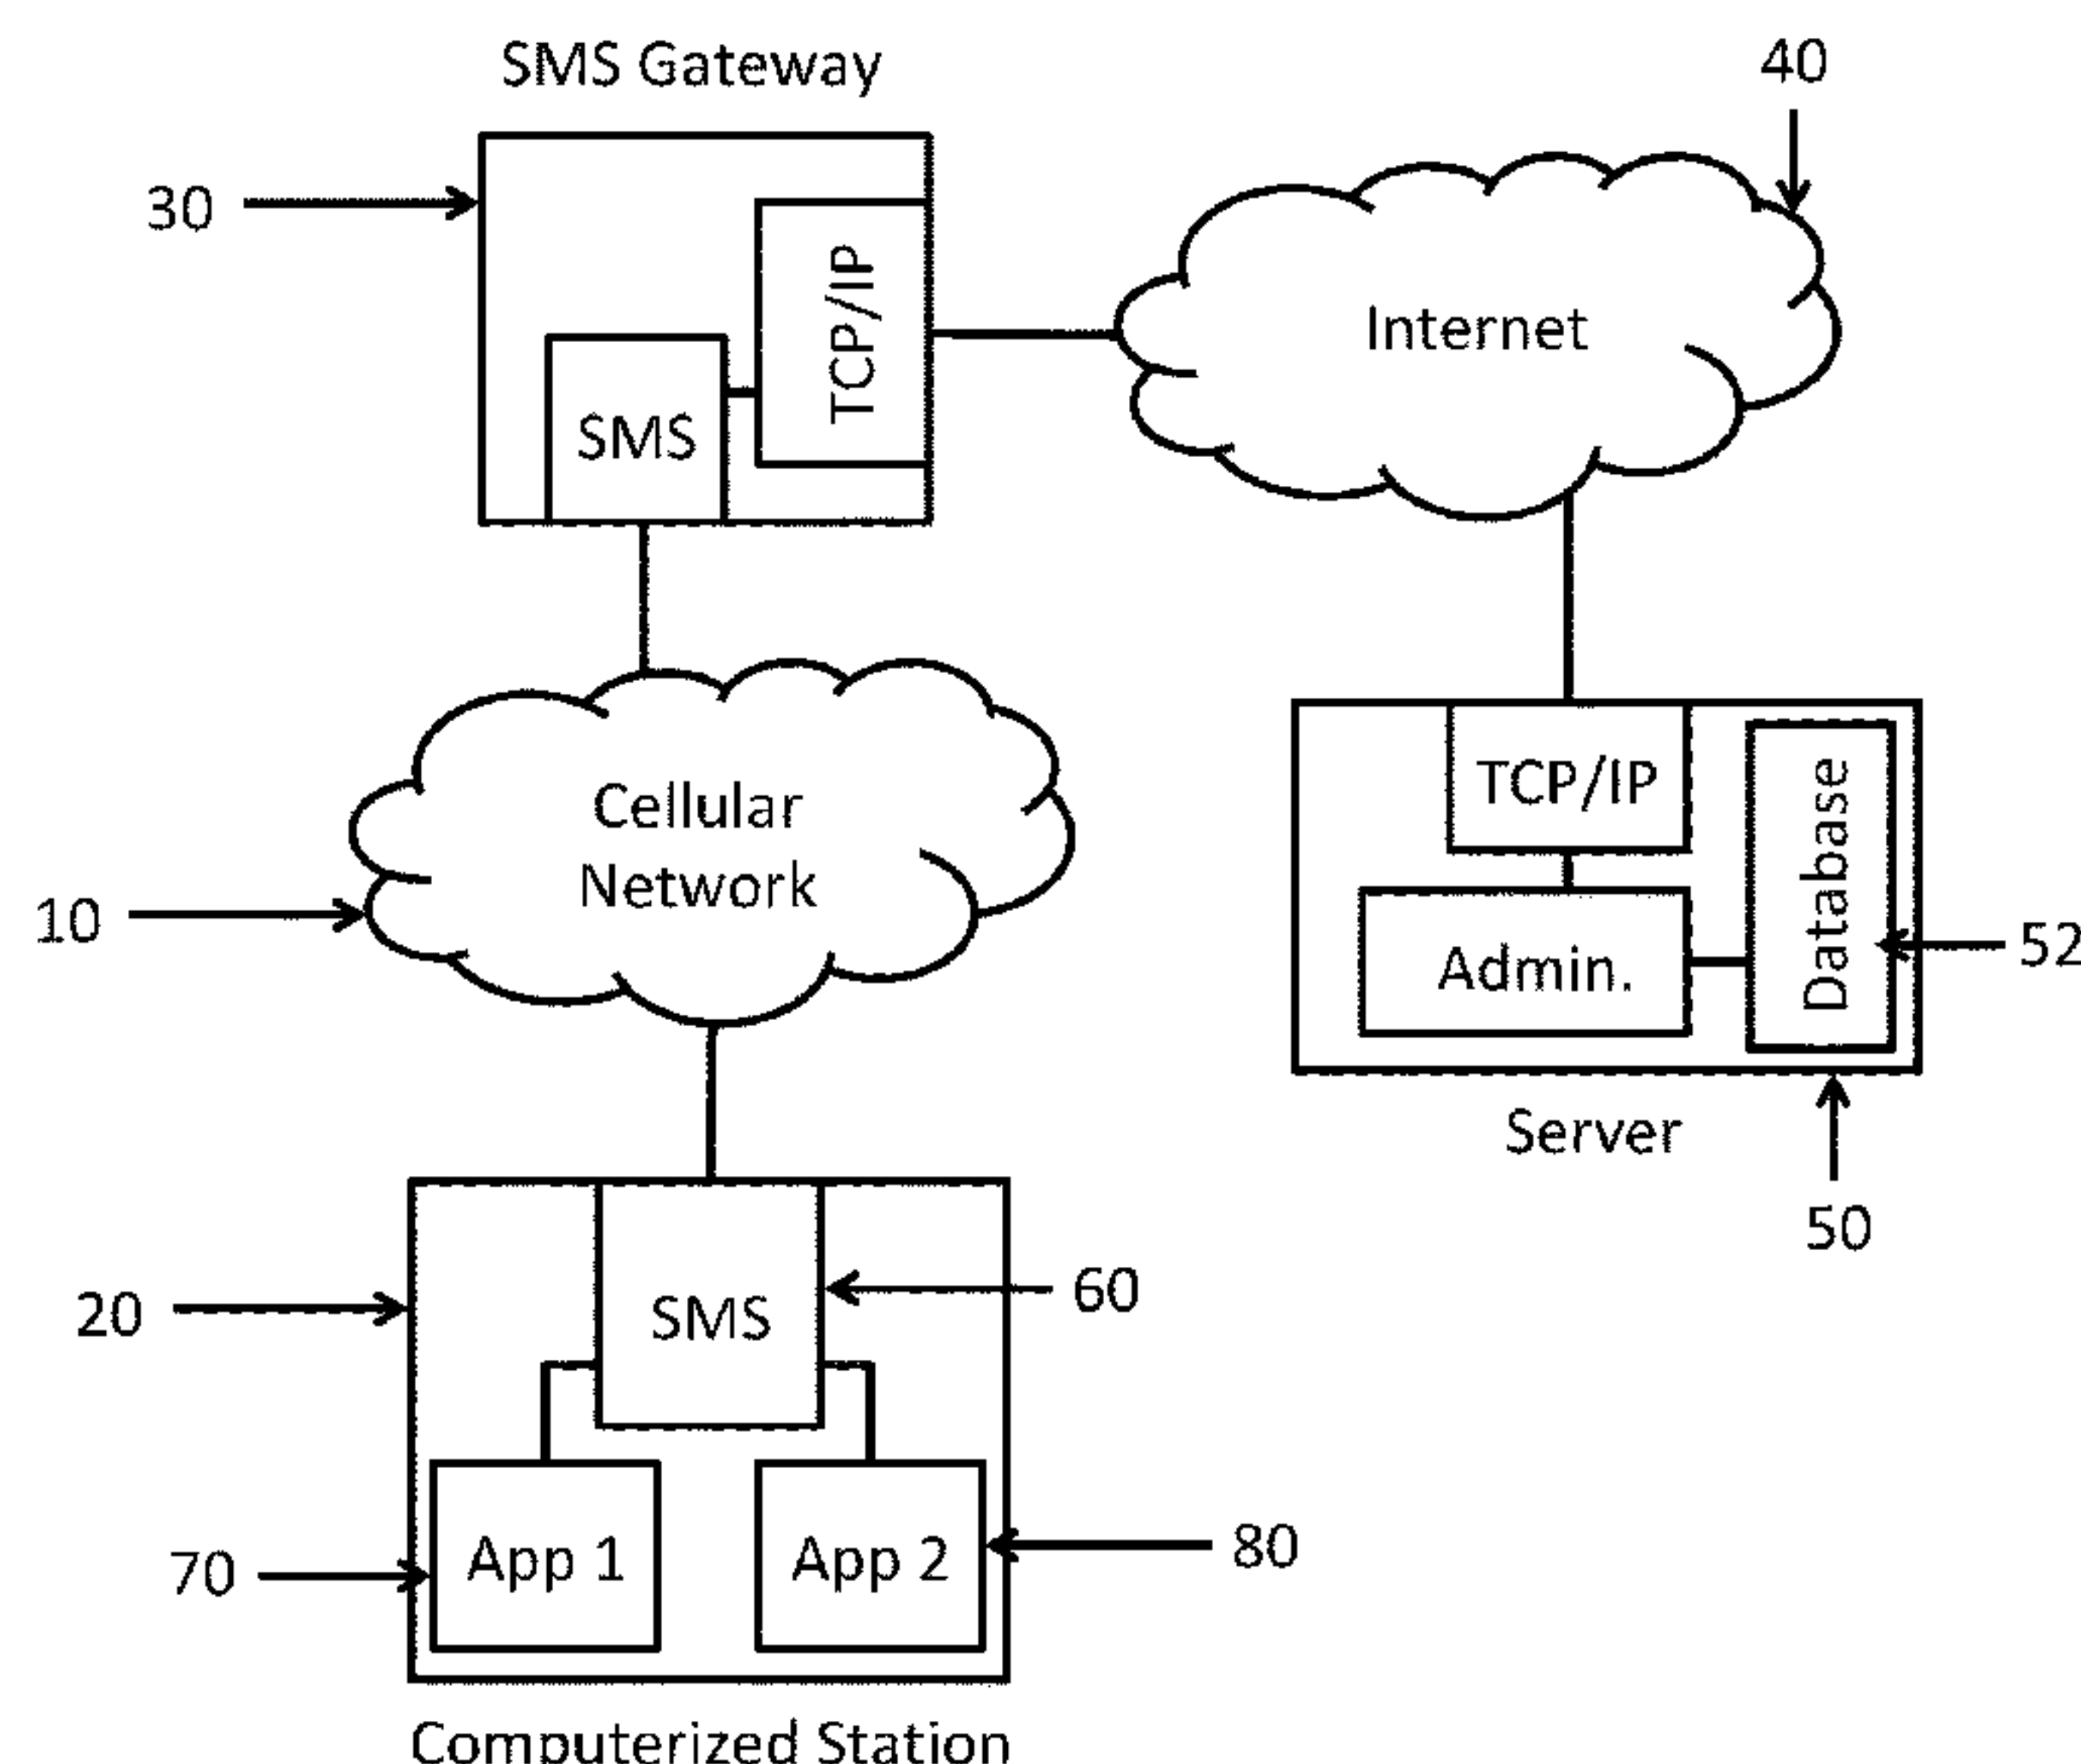 SMS Gateway
40
30
TCP/IP
SMS
Internet
Cellular
Network
10
TCP/IP
Database
Admin.
52
Server
50
20
SMS
60
App 1
App 2
70
80
Computerized Station